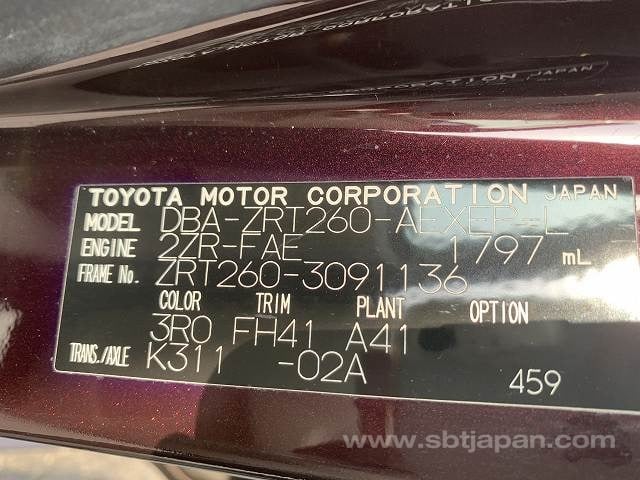 TOYOTA MOTOR CORPORATION JAPAN
MODEL DBA-ZRT260-AEXEP-L
ENGINE 2ZR-FAE 1797 mL
FRAME No. ZRT260-3091136
COLOR TRIM PLANT OPTION
3R0 FH41 A41
TRANS./AXLE K311 -02A
459
www.sbtjapan.com